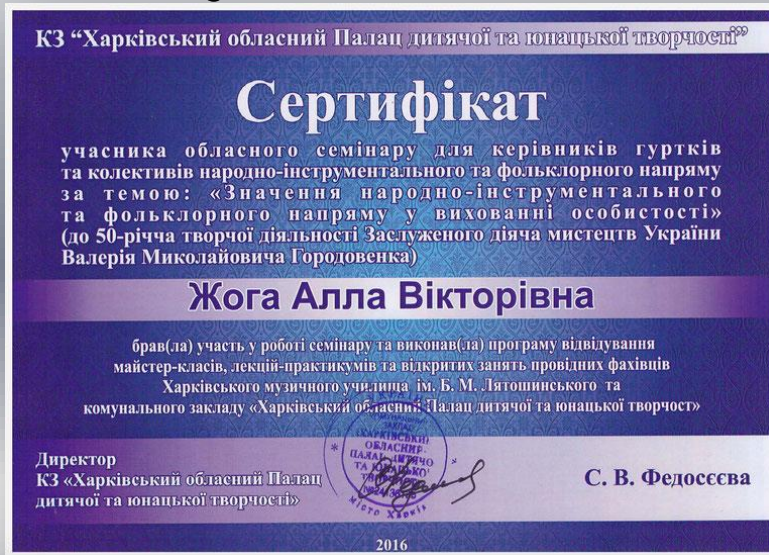 КЗ “Харківський обласний Палац дитячої та юнацької творчості”
Сертифікат
учасника обласного семінару для керівників гуртків
та колективів народно-інструментального та фольклорного напряму
за темою: «Значення народно-інструментального
та фольклорного напряму у вихованні особистості»
(до 50-річча творчої діяльності Заслуженого діяча мистецтв України
Валерія Миколайовича Городовенка)
Жога Алла Вікторівна
брав(ла) участь у роботі семінару та виконав(ла) програму відвідування
майстер-касів, лекцій-практикумів та відкритих занять провідних фахівців
Харківського музичного училища ім. Б. М. Лятошинського та
комунального закладу «Харківський обласний Палац дитячої та юнацької творчост»
Директор
КЗ «Харківський обласний Палац
дитячої та юнацької творчості»
С. В. Федосєєва
місто Харків
2016